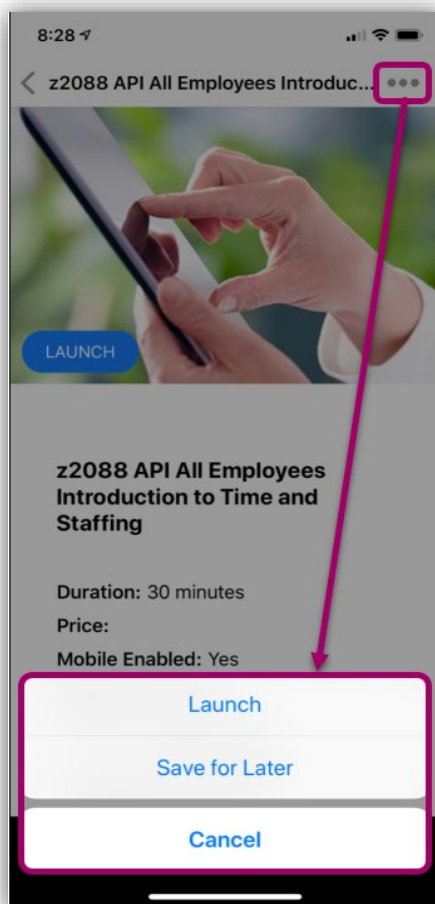 8:28
z2088 API All Employees Introduc...
LAUNCH
z2088 API All Employees
Introduction to Time and
Staffing
Duration: 30 minutes
Price:
Mobile Enabled: Yes
Launch
Save for Later
Cancel